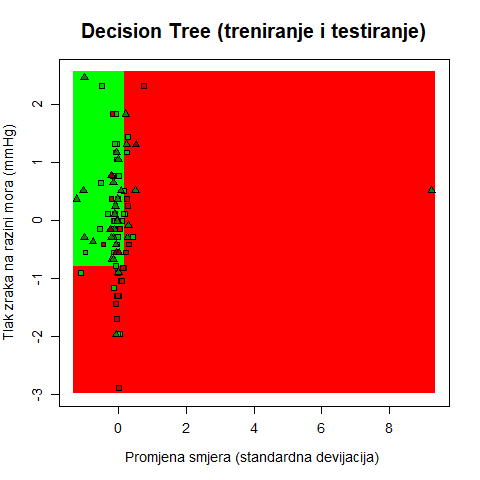 Decision Tree (treniranje i testiranje)
Tlak zraka na razini mora (mmHg)
2
1
0
-1
-2
-3
0 2 4 6 8
Promjena smjera (standardna devijacija)